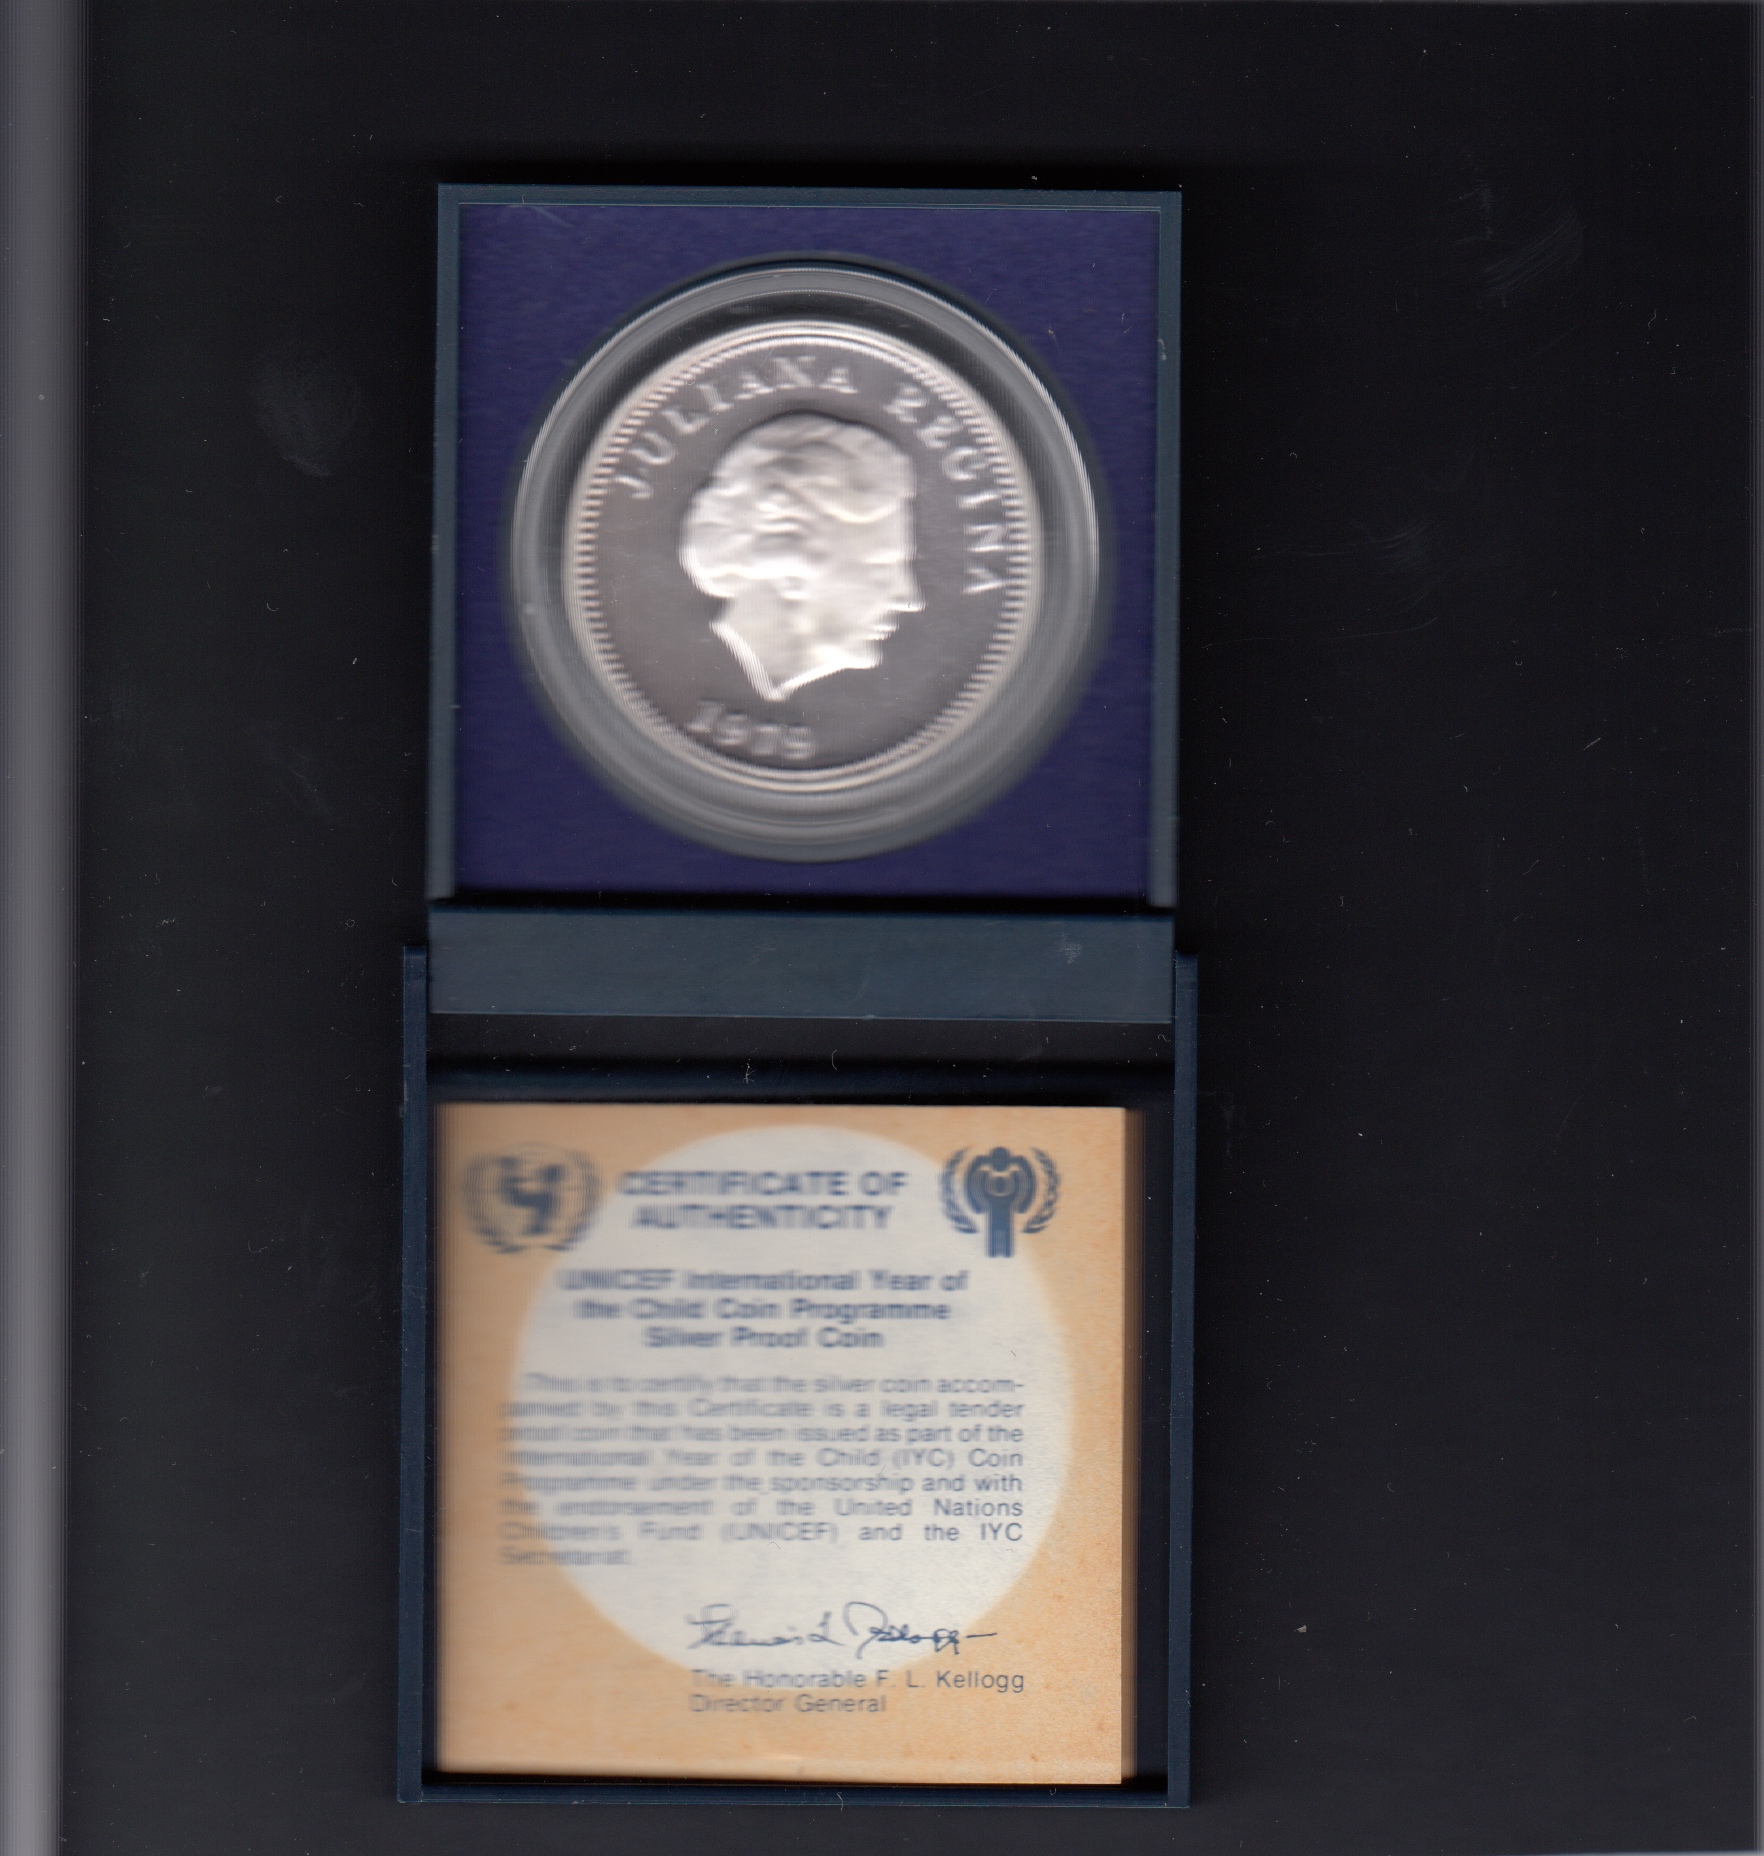 JULIANA REGINA
1979
CERTIFICATE OF
AUTHENTICITY
UNICEF International Year of
the Child Coin Programme
Silver Proof Coin
This is to certify that the silver coin accom-
panied by this Certificate is a legal tender
proof coin that has been issued as part of the
International Year of the Child (IYC) Coin
Programme under the sponsorship and with
the endorsement of the United Nations
Children's Fund (UNICEF) and the IYC
Secretariat.
Francis L Kellogg
The Honorable F. L. Kellogg
Director General